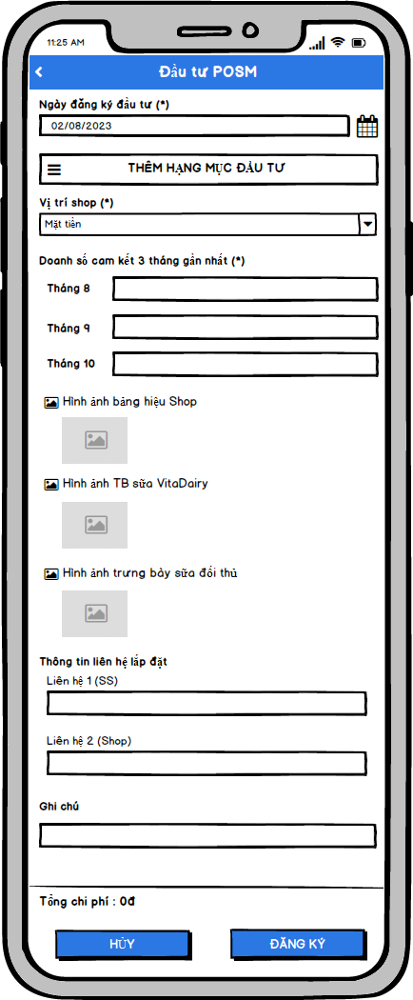 11:25 AM
Đầu tư POSM
Ngày đăng ký đầu tư (*)
02/08/2023
THÊM HẠNG MỤC ĐẦU TƯ
Vị trí shop (*)
Mặt tiền
Doanh số cam kết 3 tháng gần nhất (*)
Tháng 8
Tháng 9
Tháng 10
Hình ảnh bảng hiệu Shop
Hình ảnh TB sữa VitaDairy
Hình ảnh trưng bày sữa đối thủ
Thông tin liên hệ lắp đặt
Liên hệ 1 (SS)
Liên hệ 2 (Shop)
Ghi chú
Tổng chi phí : 0đ
HỦY
ĐĂNG KÝ